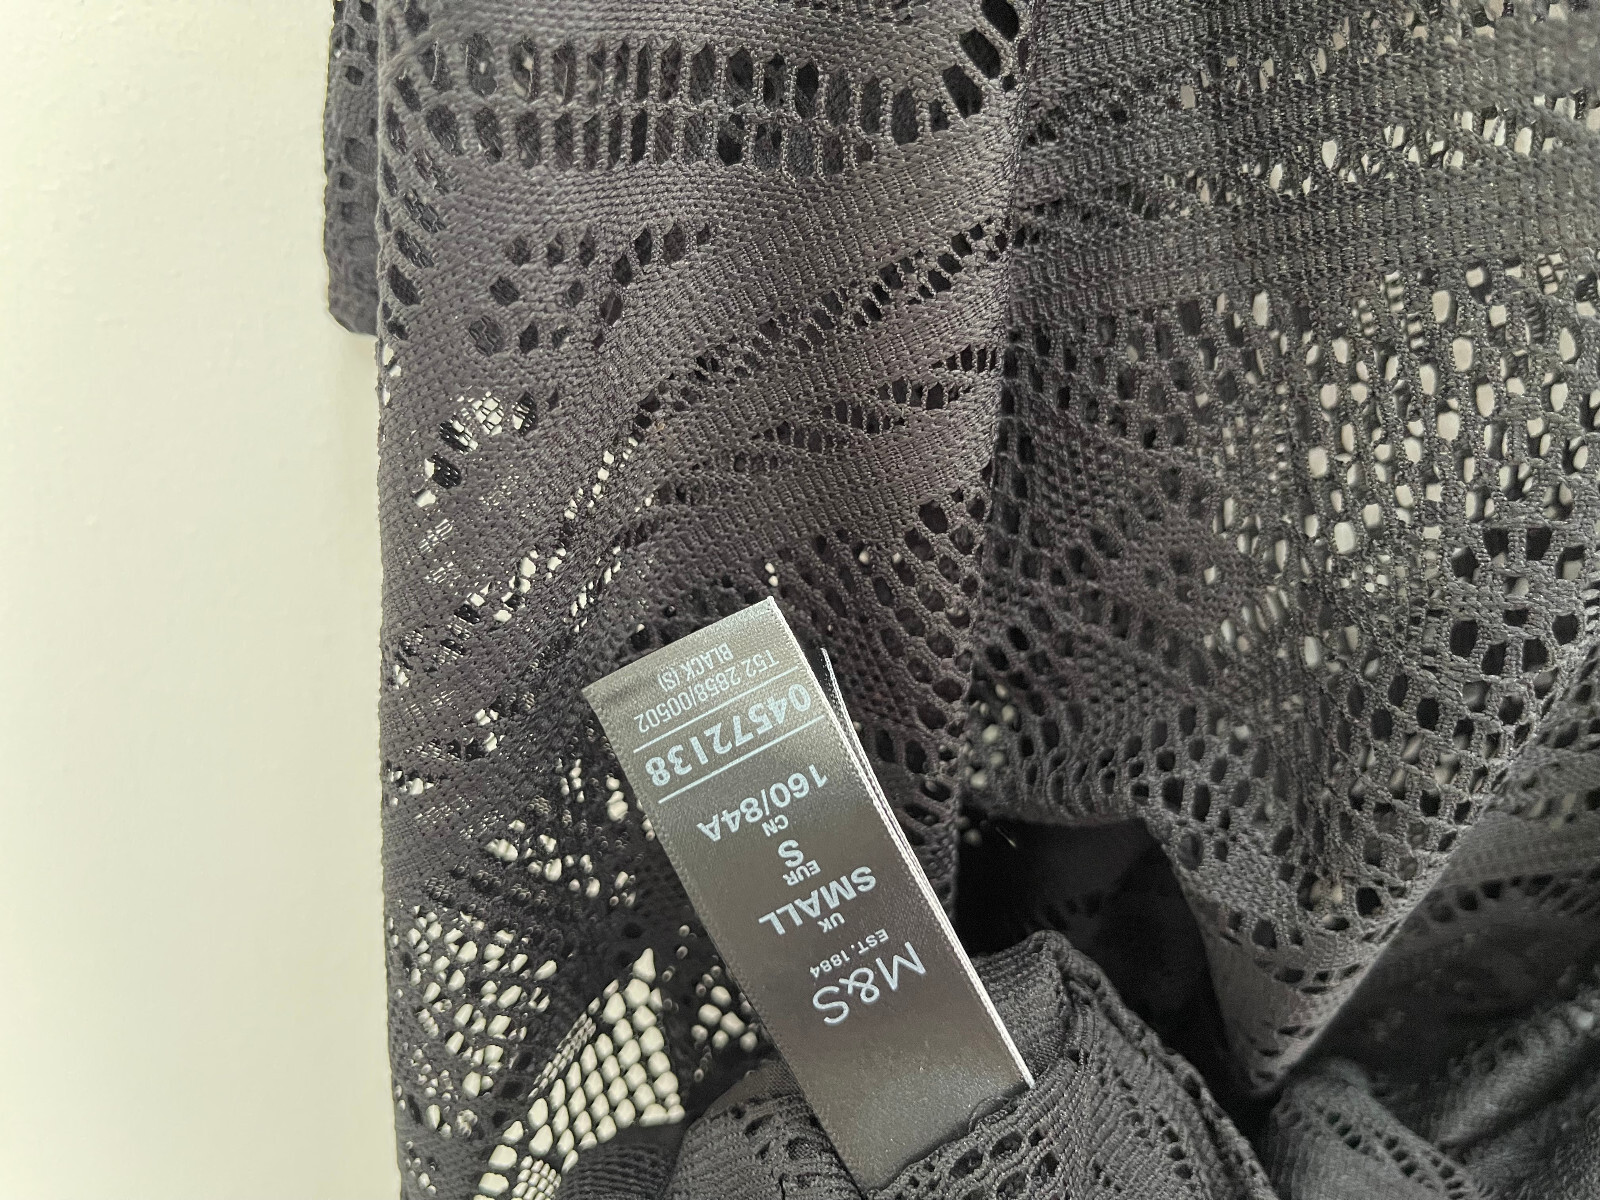 M&S
EST. 1884
UK
SMALL
EUR
S
CN
160/84A
04572138
T52 2858/00502
BLACK (S)